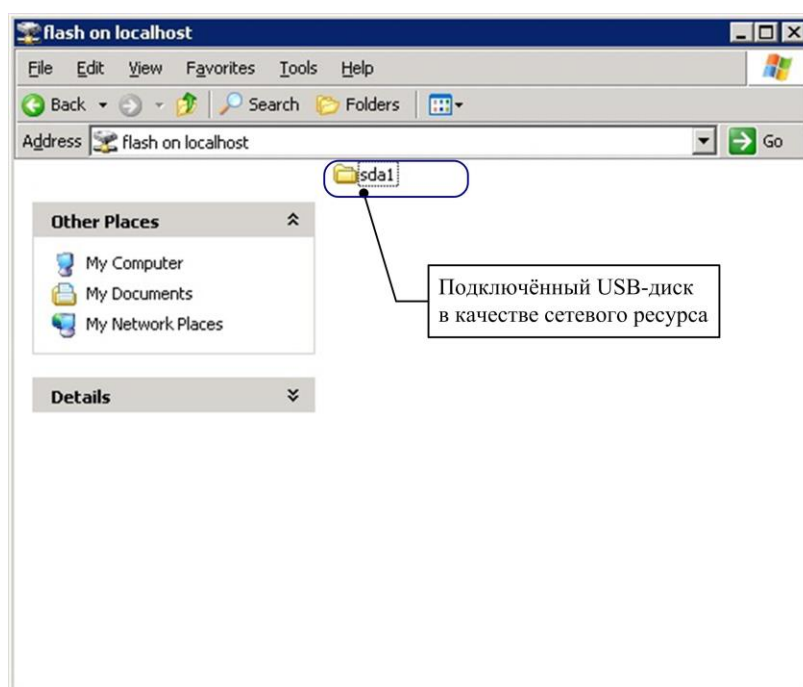 flash on localhost
File Edit View Favorites Tools Help
Back Search Folders
Address flash on localhost Go
sda1
Other Places
My Computer
My Documents
My Network Places
Подключённый USB-диск
в качестве сетевого ресурса
Details